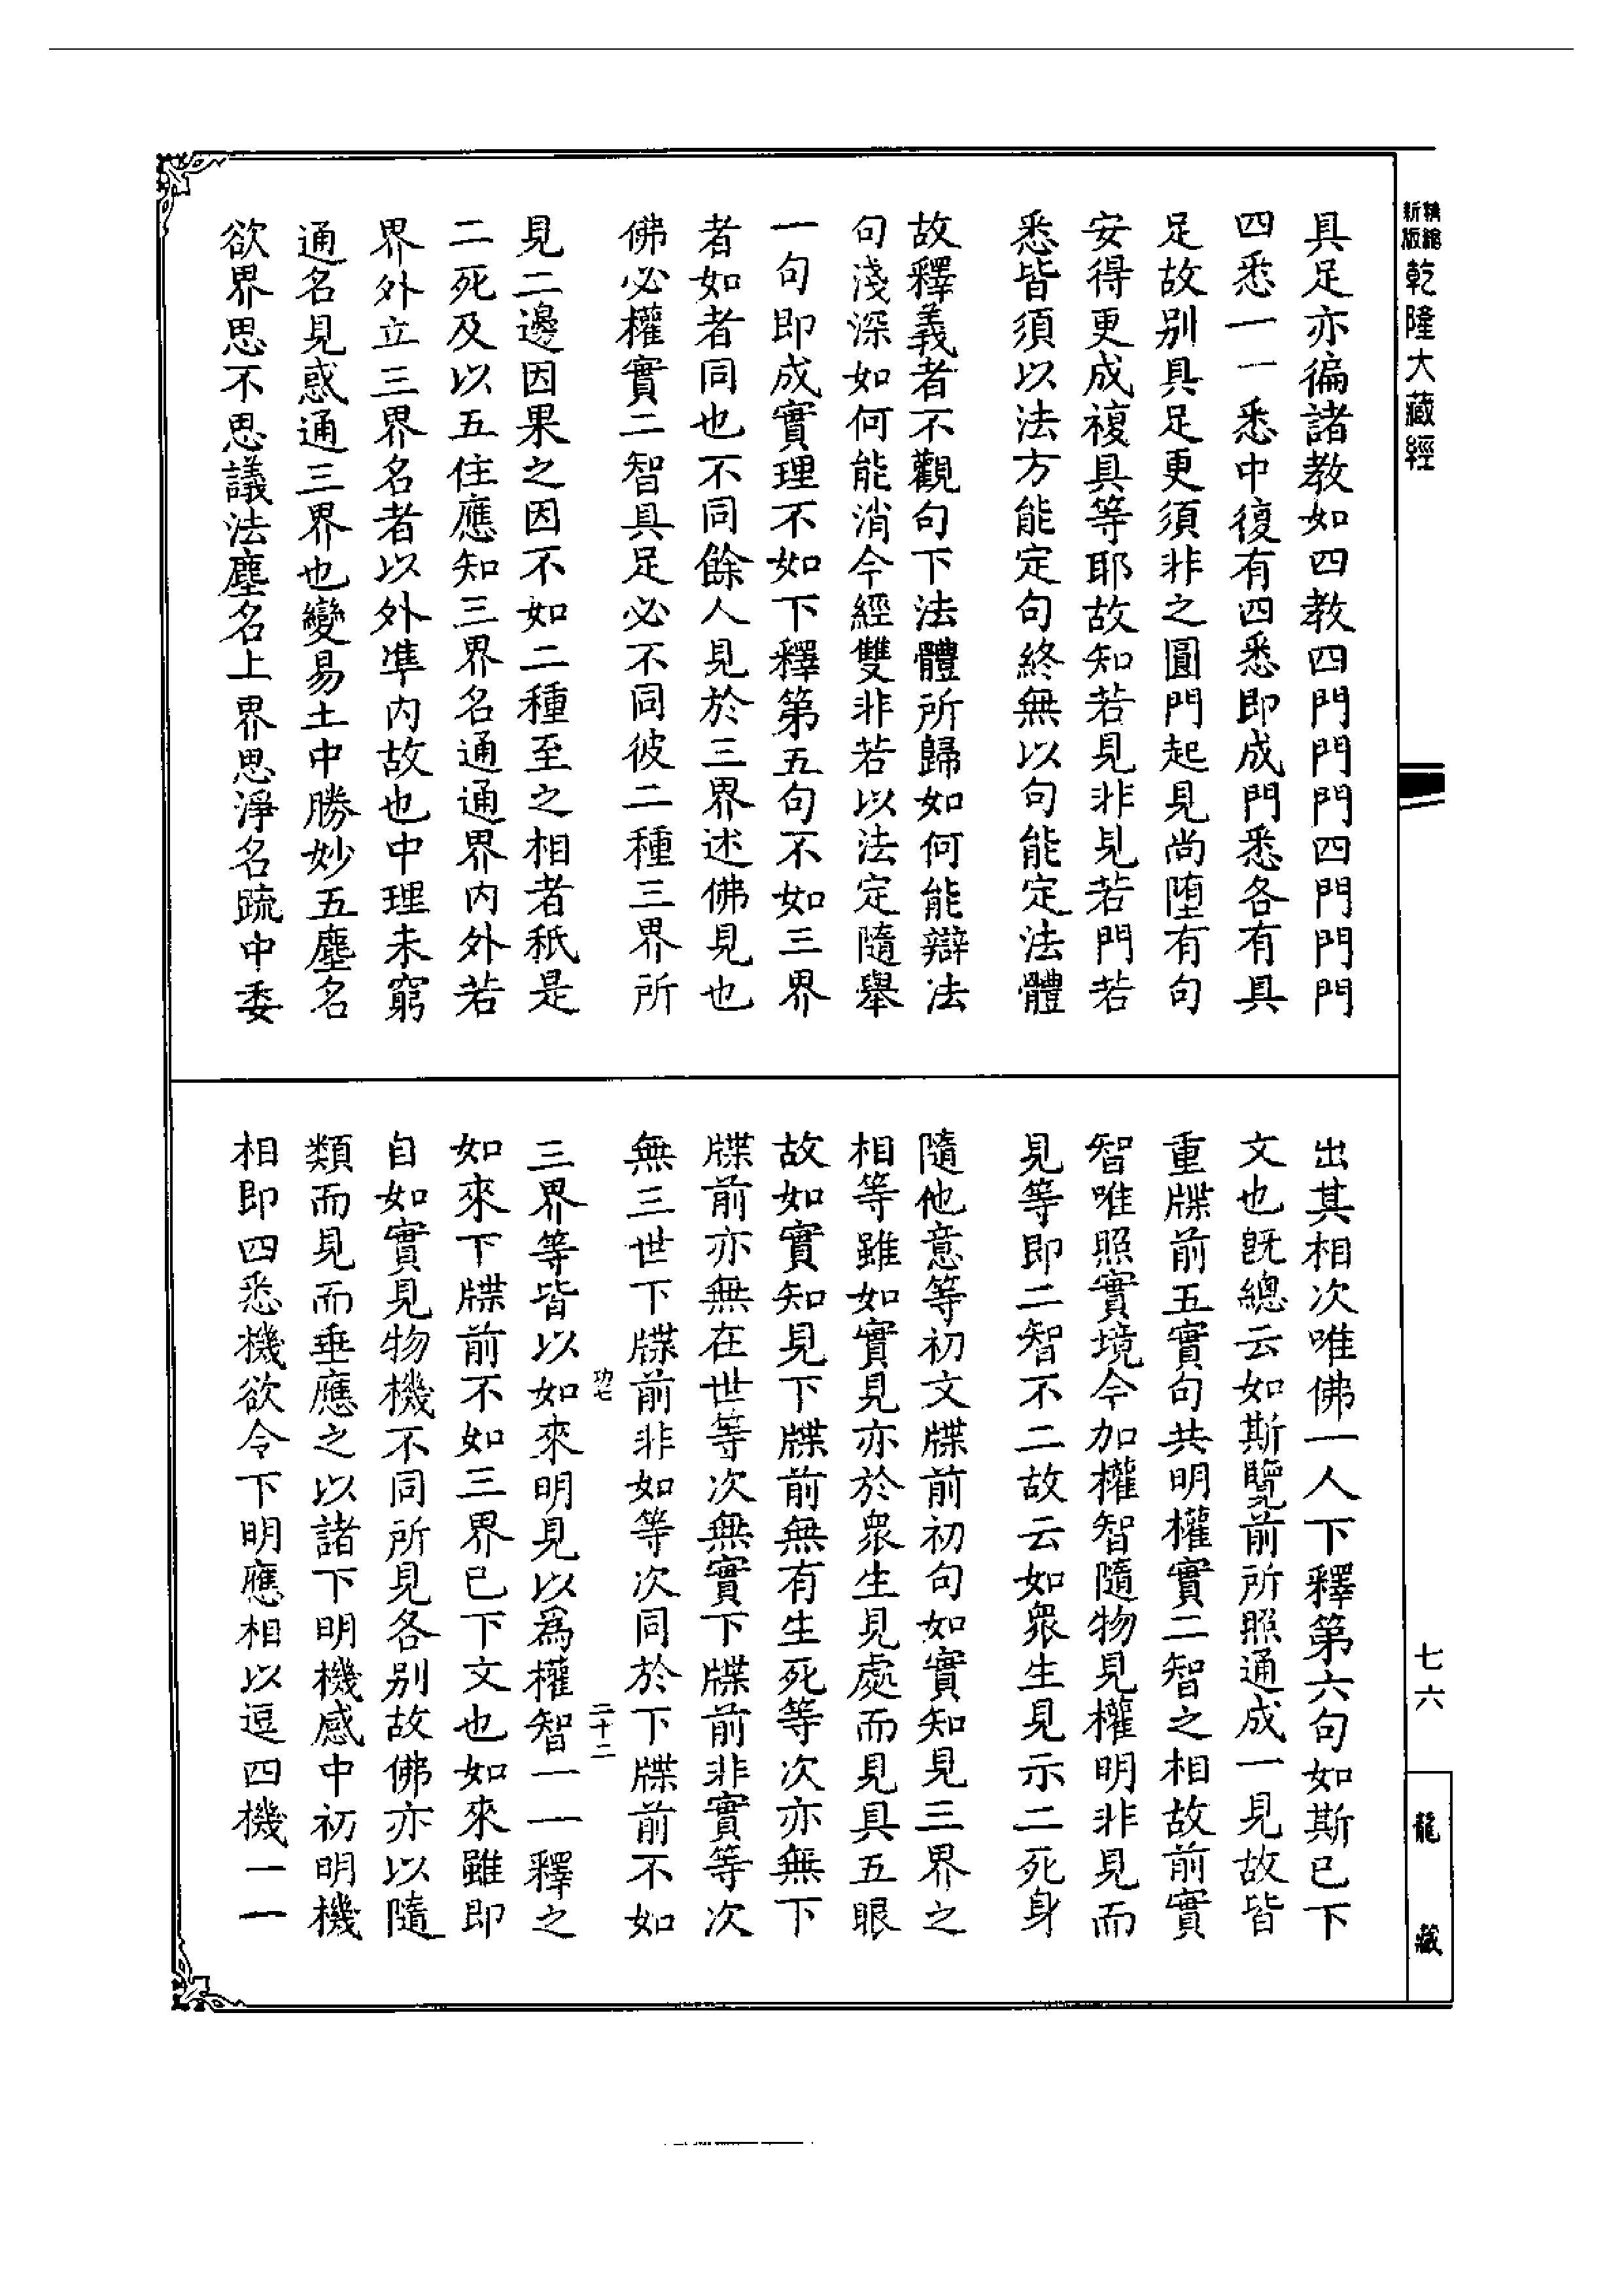 新版精縮乾隆大藏經
具足亦徧諸教如四教四門門門四門門門
四悉一一悉中復有四悉即成門悉各有具
足故别具足更須非之圓門起見尚堕有句
安得更成複具等耶故知若見非見若門若
悉皆須以法方能定句終無以句能定法體
故釋義者不觀句下法體所歸如何能辯法
句淺深如何能消今經雙非若以法定隨舉
一句即成實理不如下釋第五句不如三界
者如者同也不同餘人見於三界述佛見也
佛必權實二智具足必不同彼二種三界所
見二邊因果之因不如二種至之相者秖是
二死及以五住應知三界名通通界内外若
界外立三界名者以外準内故也中理未窮
通名見惑通三界也變易土中勝妙五塵名
欲界思不思議法塵名上界思淨名䟽中委
出其相次唯佛一人下釋第六句如斯已下
文也旣總云如斯覽前所照通成一見故皆
重牒前五實句共明權實二智之相故前實
智唯照實境今加權智隨物見權明非見而
見等即二智不二故云如衆生見示二死身
隨他意等初文牒前初句如實知見三界之
相等雖如實見亦於衆生見處而見具五眼
故如實知見下牒前無有生死等次亦無下
牒前亦無在世等次無實下牒前非實等次
無三世下牒前非如等次同於下牒前不如
功七
二十二
三界等皆以如來明見以爲權智一一釋之
如來下牒前不如三界已下文也如來雖即
自如實見物機不同所見各别故佛亦以隨
類而見而垂應之以諸下明機感中初明機
相即四悉機欲令下明應相以逗四機一一
七六
龍藏